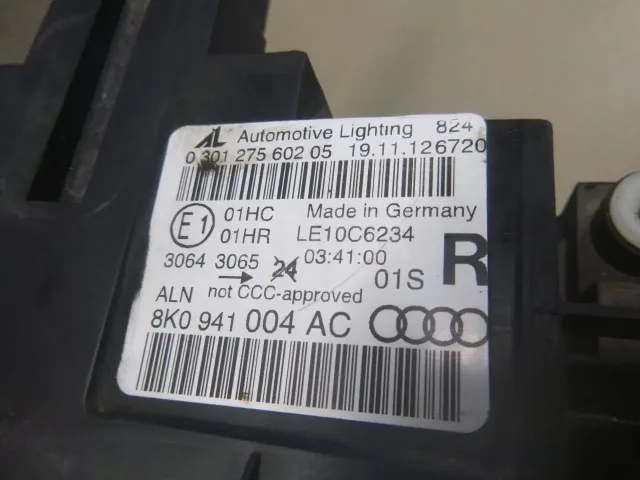 AL Automotive Lighting 824
0 301 275 602 05 19.11.126720
E1 01HC Made in Germany
01HR LE10C6234
3064 3065 24 03:41:00 R
→ 01S
ALN not CCC-approved
8K0 941 004 AC